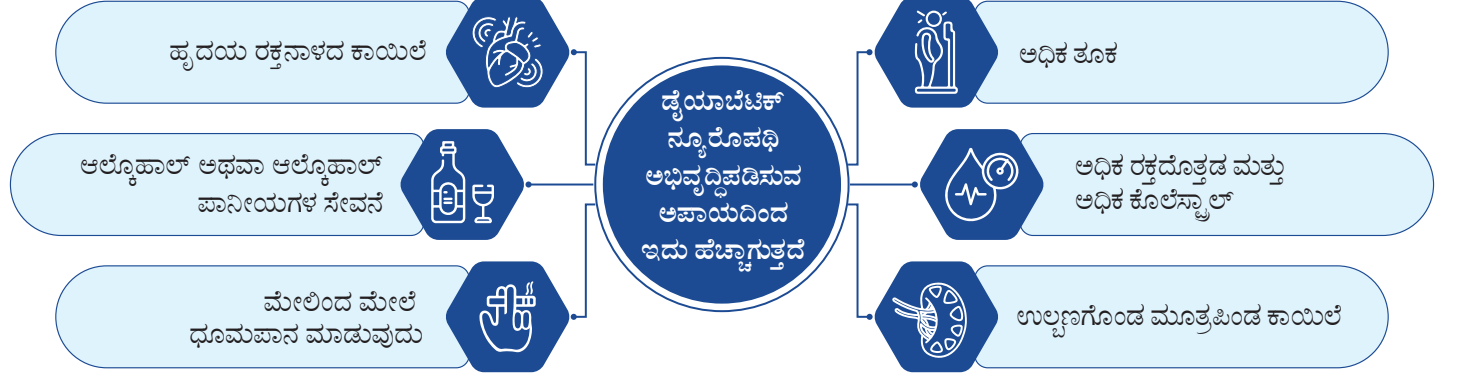 ಹೃದಯ ರಕ್ತನಾಳದ ಕಾಯಿಲೆ
ಆಲ್ಕೊಹಾಲ್ ಅಥವಾ ಆಲ್ಕೊಹಾಲ್
ಪಾನೀಯಗಳ ಸೇವನೆ
ಮೇಲಿಂದ ಮೇಲೆ
ಧೂಮಪಾನ ಮಾಡುವುದು
ಡೈಯಾಬೆಟಿಕ್
ನ್ಯೂರೊಪಥಿ
ಅಭಿವೃದ್ಧಿಪಡಿಸುವ
ಅಪಾಯದಿಂದ
ಇದು ಹೆಚ್ಚಾಗುತ್ತದೆ
ಅಧಿಕ ತೂಕ
ಅಧಿಕ ರಕ್ತದೊತ್ತಡ ಮತ್ತು
ಅಧಿಕ ಕೊಲೆಸ್ಟ್ರಾಲ್
ಉಲ್ಬಣಗೊಂಡ ಮೂತ್ರಪಿಂಡ ಕಾಯಿಲೆ